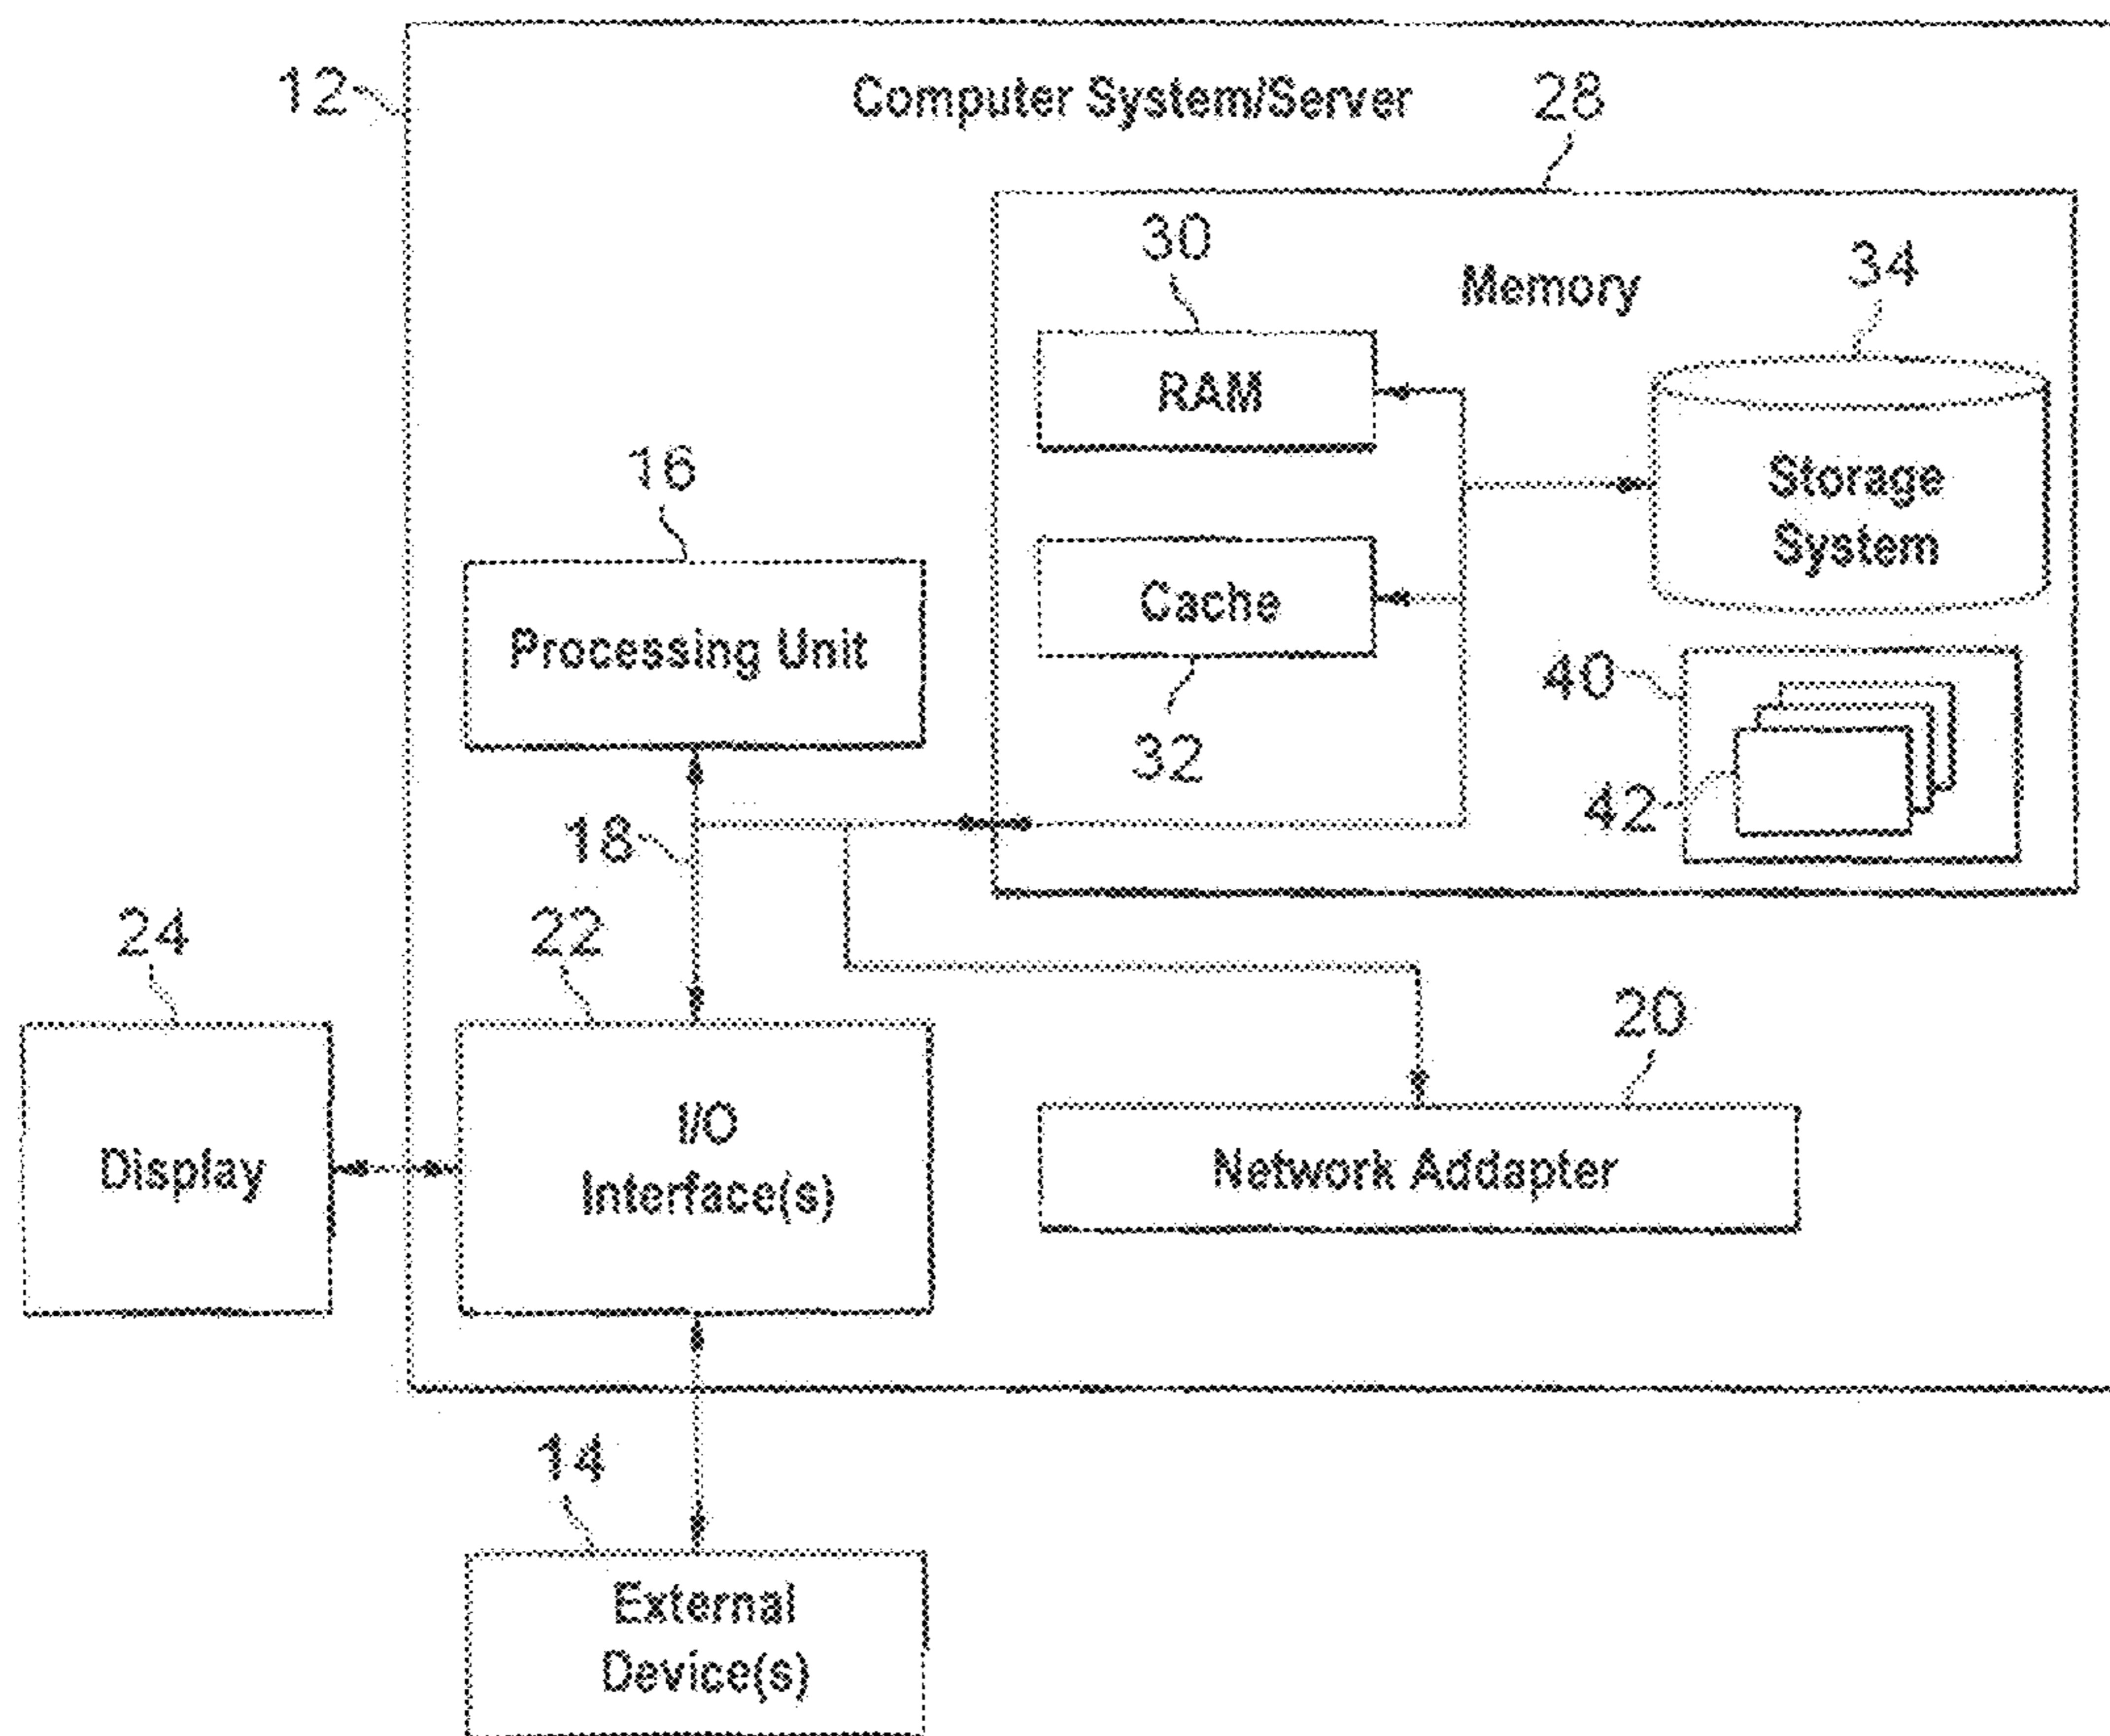 12
Computer System/Server
28
30
Memory
34
RAM
16
Storage
System
Processing Unit
Cache
40
32
42
18
24
22
20
Display
I/O
Interface(s)
Network Addapter
14
External
Device(s)